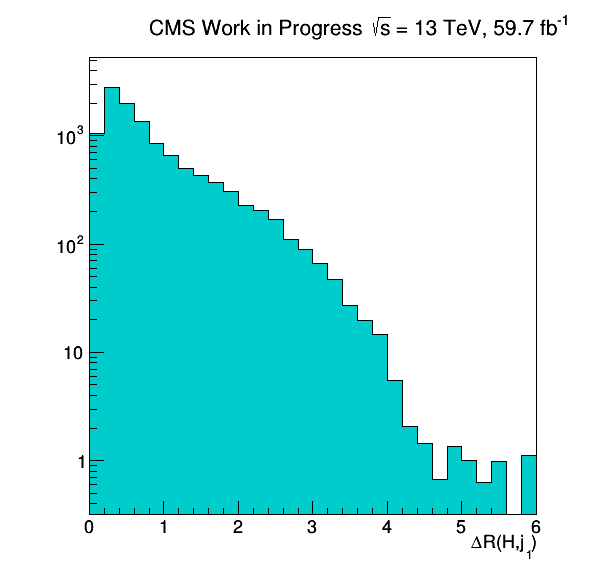 CMS Work in Progress √s = 13 TeV, 59.7 fb⁻¹
10³
10²
10
1
0 1 2 3 4 5 6
ΔR(H,j₁)